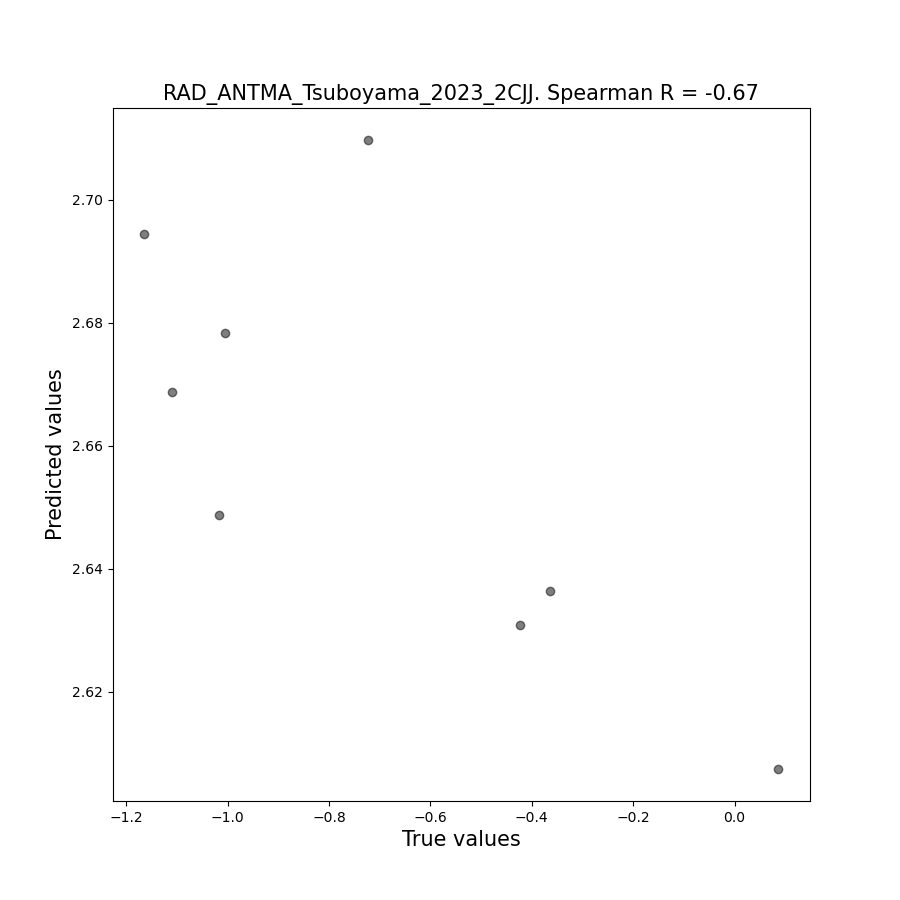 RAD_ANTMA_Tsuboyama_2023_2CJJ. Spearman R = -0.67
2.70
2.68
2.66
2.64
2.62
Predicted values
−1.2 −1.0 −0.8 −0.6 −0.4 −0.2 0.0
True values